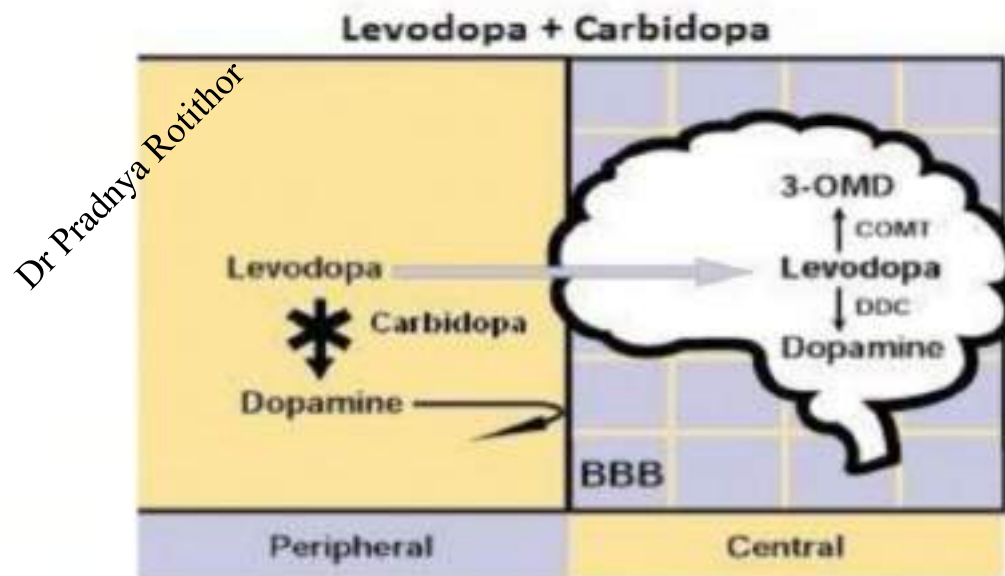 Levodopa + Carbidopa
Dr Pradnya Rotithor
3-OMD
COMT
Levodopa
Levodopa
DDC
Carbidopa
Dopamine
Dopamine
BBB
Peripheral
Central